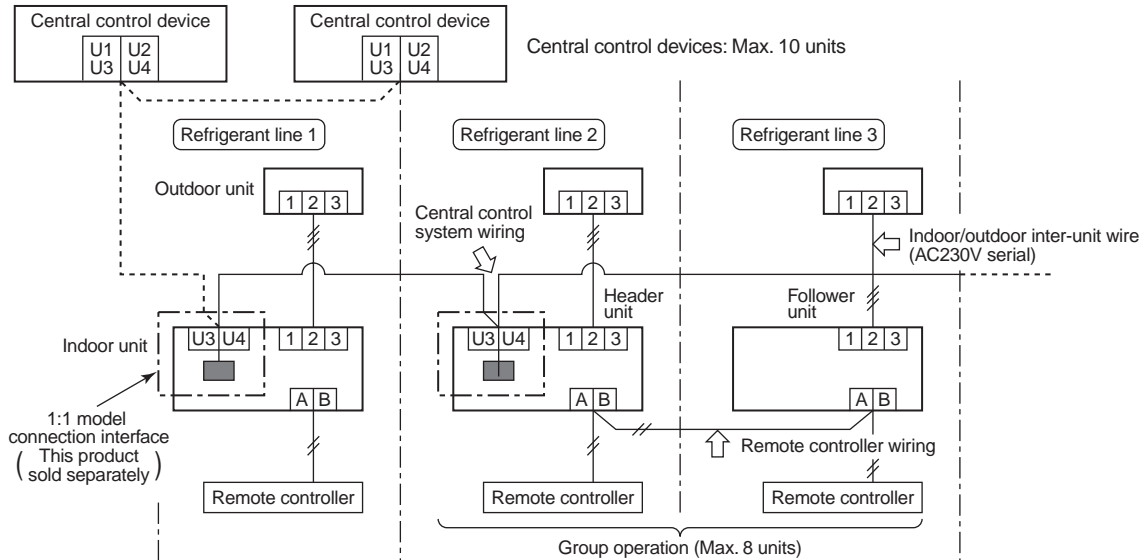 Central control device
U1 U2
U3 U4
Central control device
U1 U2
U3 U4
Central control devices: Max. 10 units
Refrigerant line 1
Refrigerant line 2
Refrigerant line 3
Outdoor unit
1 2 3
1 2 3
1 2 3
Central control
system wiring
Indoor/outdoor inter-unit wire
(AC230V serial)
Header
unit
Follower
unit
Indoor unit
U3 U4
1 2 3
U3 U4
1 2 3
1 2 3
A B
A B
A B
1:1 model
connection interface
( This product
sold separately )
Remote controller wiring
Remote controller
Remote controller
Remote controller
Group operation (Max. 8 units)